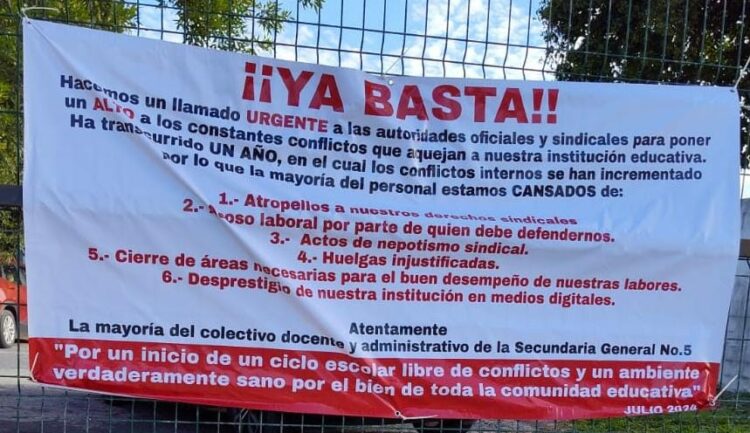 ¡¡YA BASTA!!
Hacemos un llamado URGENTE a las autoridades oficiales y sindicales para poner
un ALTO a los constantes conflictos que aquejan a nuestra institución educativa.
Ha transcurrido UN AÑO, en el cual los conflictos internos se han incrementado
por lo que la mayoría del personal estamos CANSADOS de:
1.- Atropellos a nuestros derechos sindicales
2.- Acoso laboral por parte de quien debe defendernos.
3.- Actos de nepotismo sindical.
4.- Huelgas injustificadas.
5.- Cierre de áreas necesarias para el buen desempeño de nuestras labores.
6.- Desprestigio de nuestra institución en medios digitales.
Atentamente
La mayoría del colectivo docente y administrativo de la Secundaria General No.5
"Por un inicio de un ciclo escolar libre de conflictos y un ambiente
verdaderamente sano por el bien de toda la comunidad educativa"
JULIO 2024